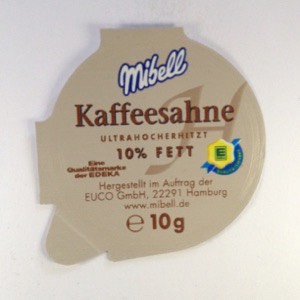 Mibell
Kaffeesahne
ULTRAHOCHERHITZT
10% FETT
Eine
Qualitätsmarke
der EDEKA
E
Hergestellt im Auftrag der
EUCO GmbH, 22291 Hamburg
www.mibell.de
e 10g